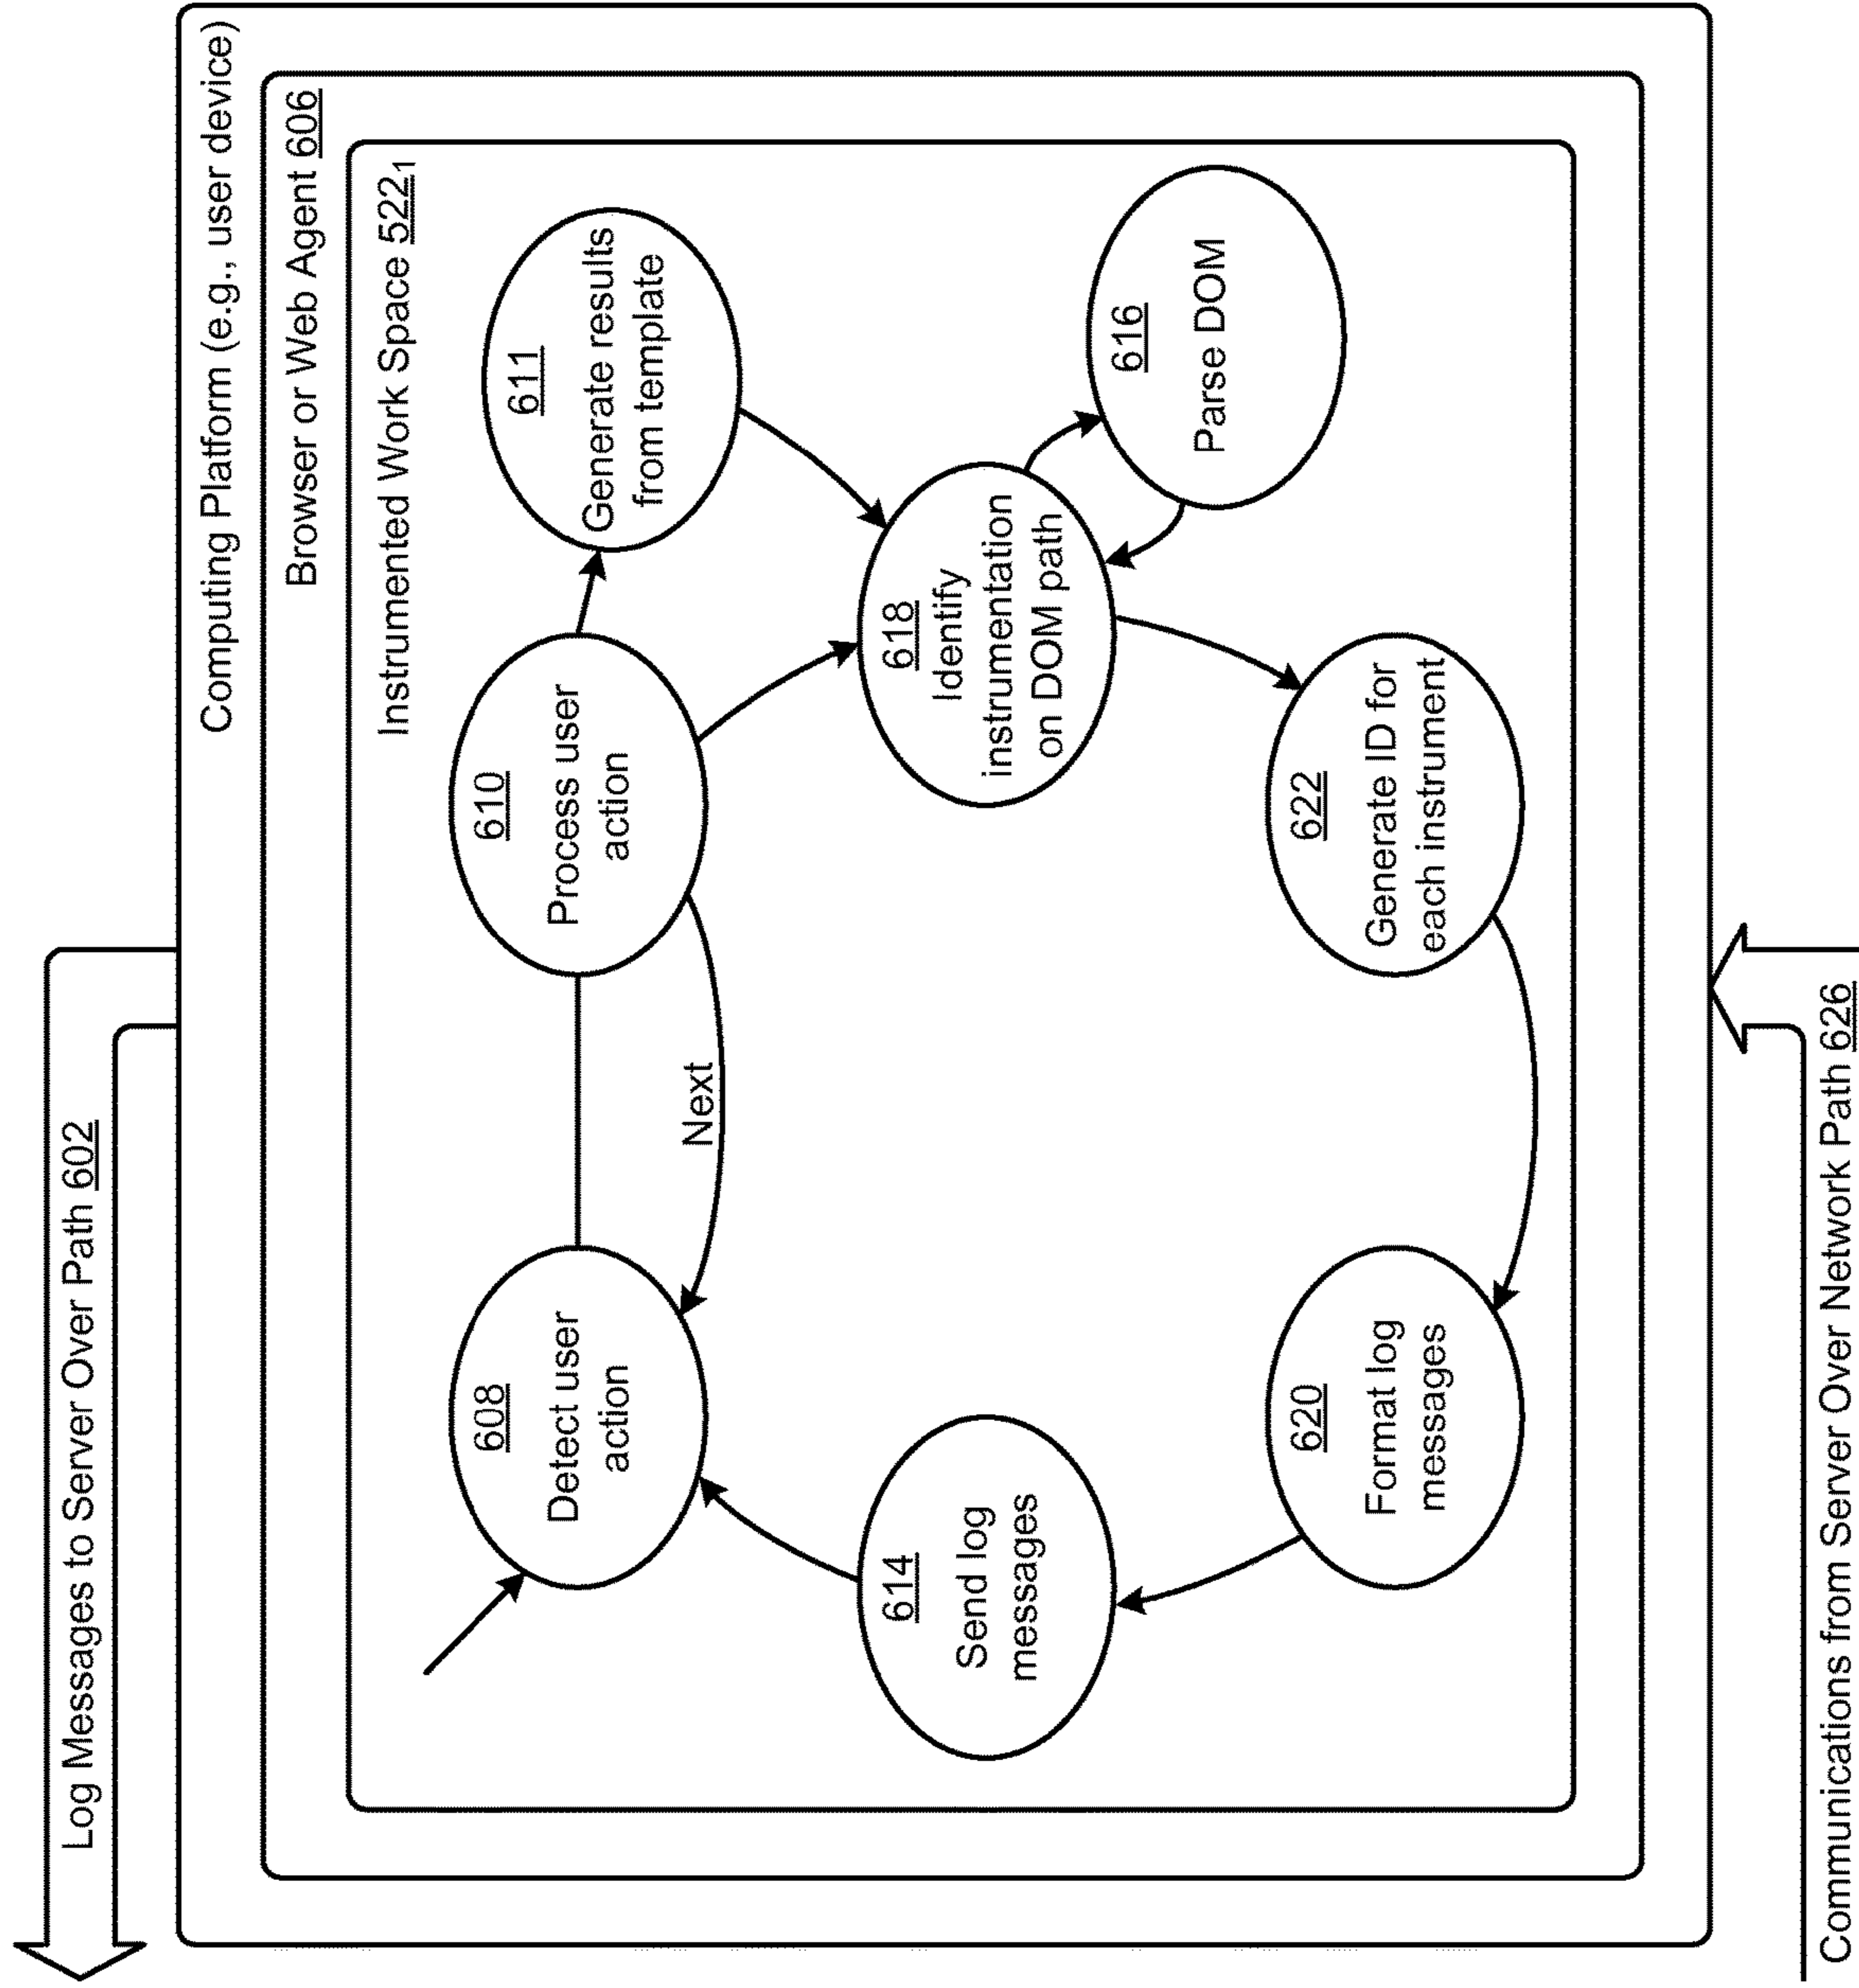 Log Messages to Server Over Path 602
Computing Platform (e.g., user device)
Browser or Web Agent 606
Instrumented Work Space 522₁
608
Detect user
action
610
Process user
action
611
Generate results
from template
Next
614
Send log
messages
618
Identify
instrumentation
on DOM path
616
Parse DOM
620
Format log
messages
622
Generate ID for
each instrument
Communications from Server Over Network Path 626